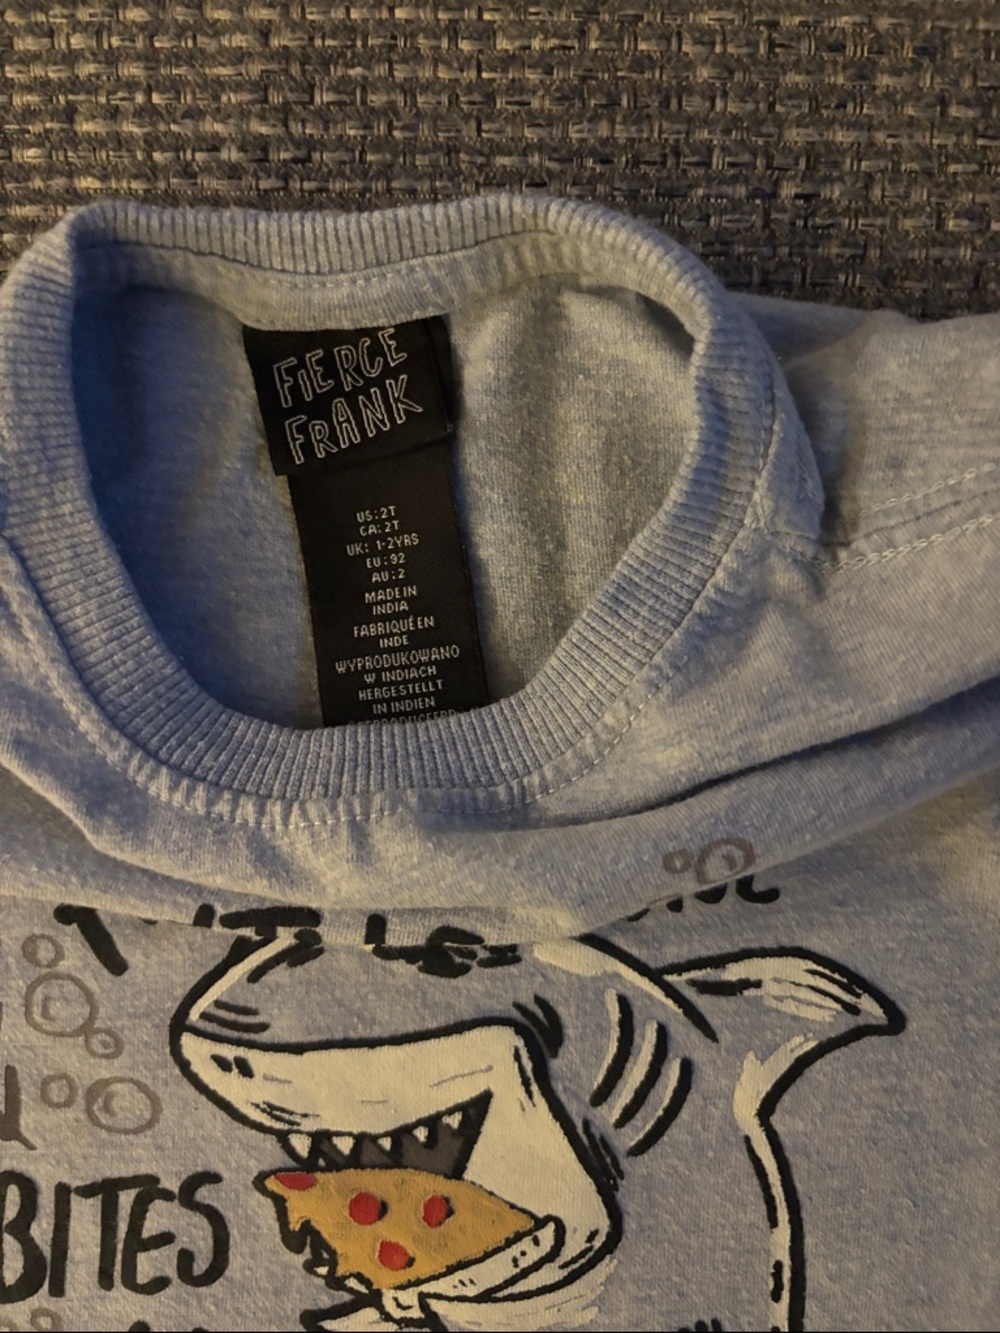 FIERCE
FRANK
US:2T
CA:2T
UK: 1-2YRS
EU:92
AU:2
MADE IN
INDIA
FABRIQUÉ EN
INDE
WYPRODUKOWANO
W INDIACH
HERGESTELLT
IN INDIEN
BITES